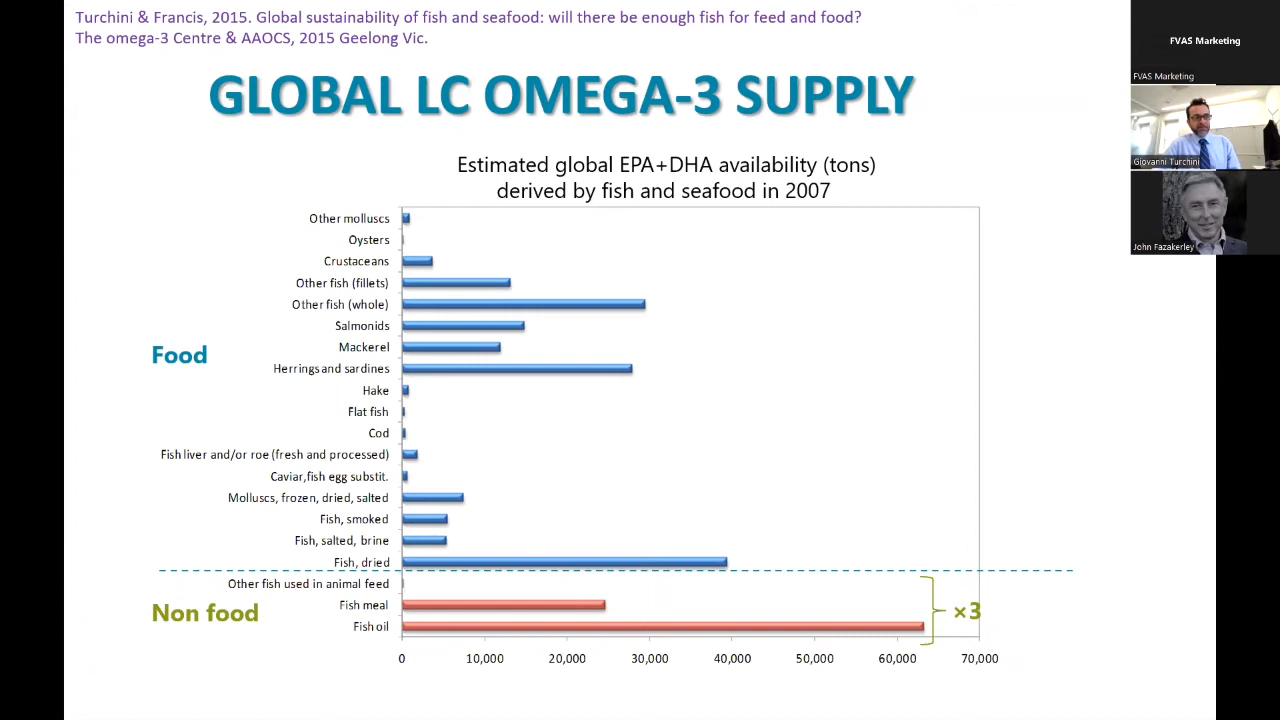 Turchini & Francis, 2015. Global sustainability of fish and seafood: will there be enough fish for feed and food?
The omega-3 Centre & AAOCS, 2015 Geelong Vic.
GLOBAL LC OMEGA-3 SUPPLY
Estimated global EPA+DHA availability (tons)
derived by fish and seafood in 2007
Other molluscs
Oysters
Crustaceans
Other fish (fillets)
Other fish (whole)
Salmonids
Mackerel
Food
Herrings and sardines
Hake
Flat fish
Cod
Fish liver and/or roe (fresh and processed)
Caviar,fish egg substit.
Molluscs, frozen, dried, salted
Fish, smoked
Fish, salted, brine
Fish, dried
Other fish used in animal feed
Fish meal
Non food
×3
Fish oil
0 10,000 20,000 30,000 40,000 50,000 60,000 70,000
FVAS Marketing
FVAS Marketing
Giovanni Turchini
John Fazakerley